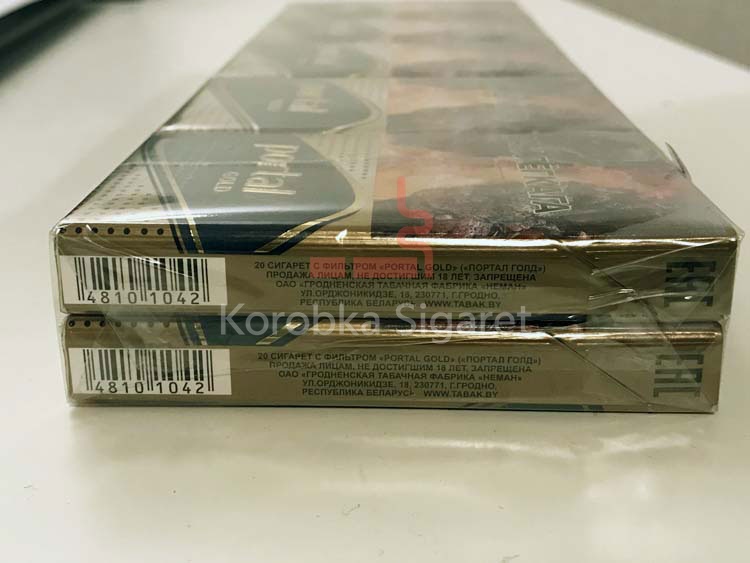 portal
GOLD
4810 1042
20 СИГАРЕТ С ФИЛЬТРОМ «PORTAL GOLD» («ПОРТАЛ ГОЛД»)
ПРОДАЖА ЛИЦАМ, НЕ ДОСТИГШИМ 18 ЛЕТ, ЗАПРЕЩЕНА
ОАО «ГРОДНЕНСКАЯ ТАБАЧНАЯ ФАБРИКА «НЕМАН»
УЛ.ОРДЖОНИКИДЗЕ, 18, 230771, Г.ГРОДНО,
РЕСПУБЛИКА БЕЛАРУСЬ WWW.TABAK.BY
EAC
Korobka Sigaret
4810 1042
20 СИГАРЕТ С ФИЛЬТРОМ «PORTAL GOLD» («ПОРТАЛ ГОЛД»)
ПРОДАЖА ЛИЦАМ, НЕ ДОСТИГШИМ 18 ЛЕТ, ЗАПРЕЩЕНА
ОАО «ГРОДНЕНСКАЯ ТАБАЧНАЯ ФАБРИКА «НЕМАН»
УЛ.ОРДЖОНИКИДЗЕ, 18, 230771, Г.ГРОДНО,
РЕСПУБЛИКА БЕЛАРУСЬ WWW.TABAK.BY
EAC